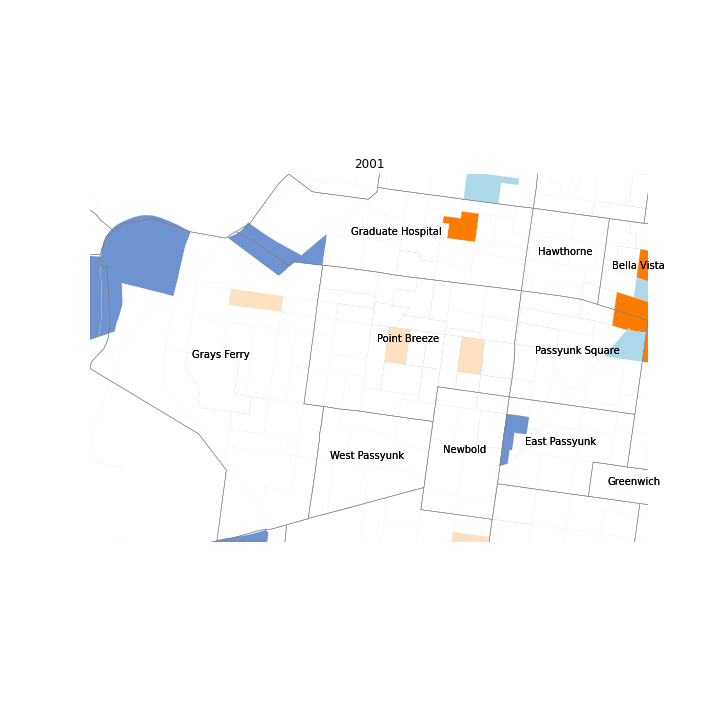 2001
Graduate Hospital
Hawthorne
Bella Vista
Point Breeze
Grays Ferry
Passyunk Square
East Passyunk
West Passyunk
Newbold
Greenwich